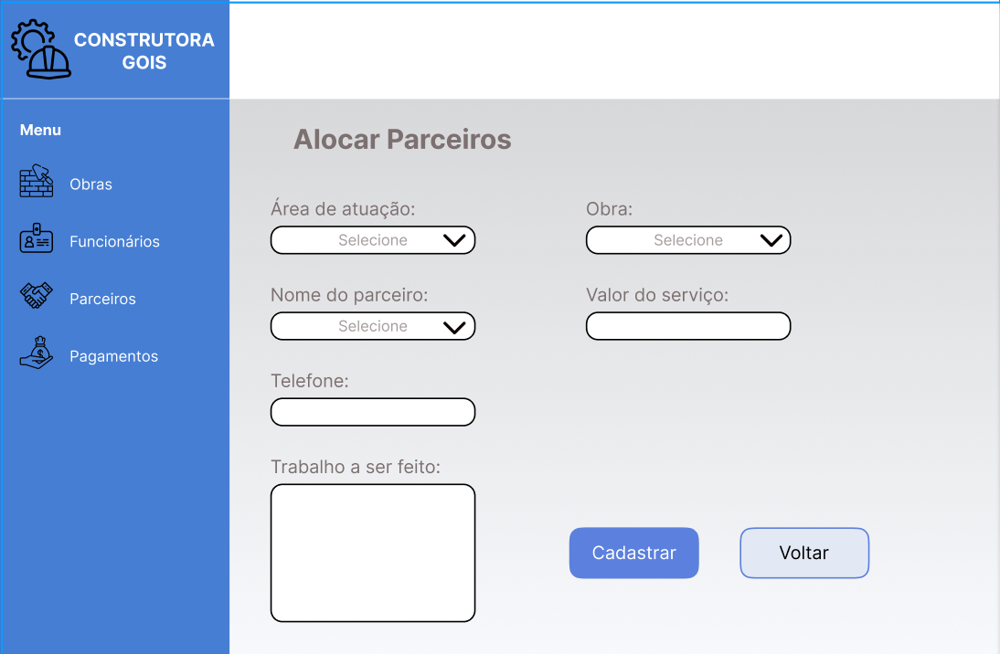 CONSTRUTORA
GOIS
Menu
Obras
Funcionários
Parceiros
Pagamentos
Alocar Parceiros
Área de atuação:
Selecione
Obra:
Selecione
Nome do parceiro:
Selecione
Valor do serviço:
Telefone:
Trabalho a ser feito:
Cadastrar
Voltar